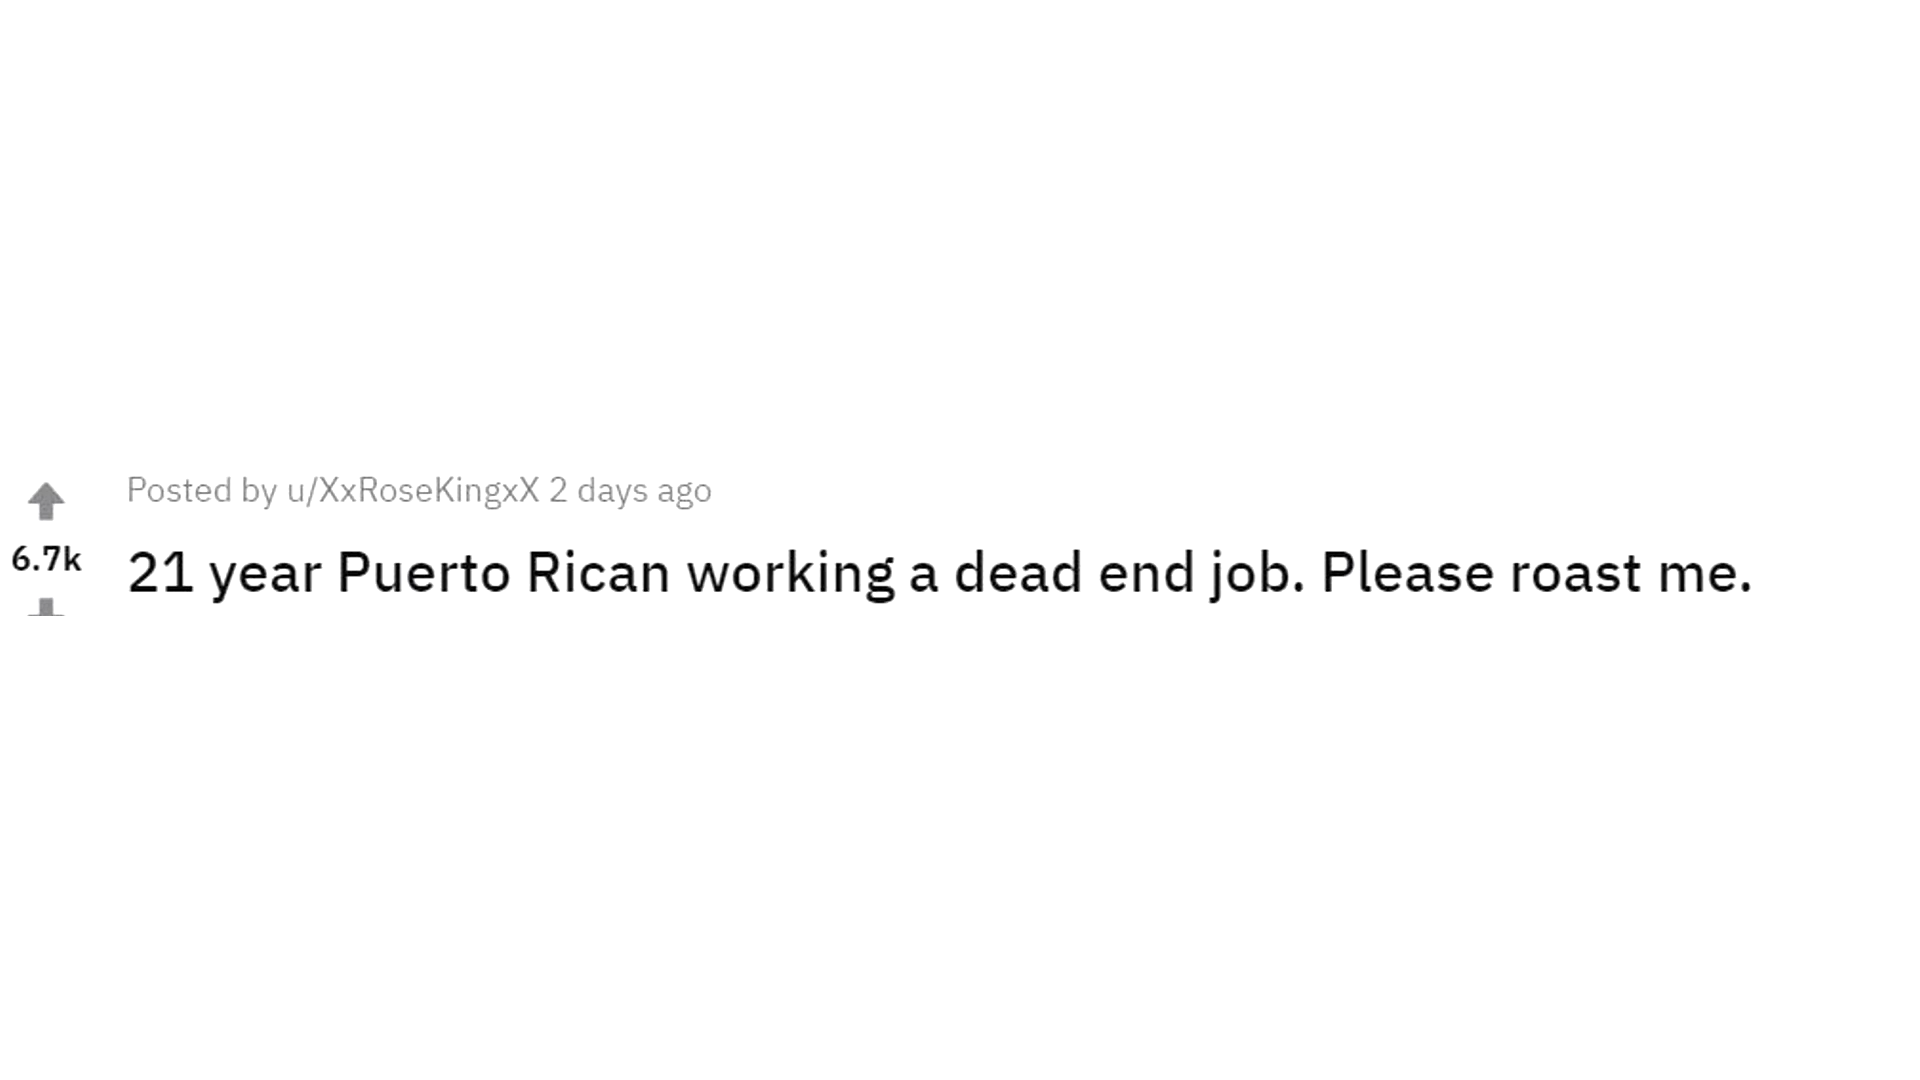 Posted by u/XxRoseKingxX 2 days ago
6.7k
21 year Puerto Rican working a dead end job. Please roast me.